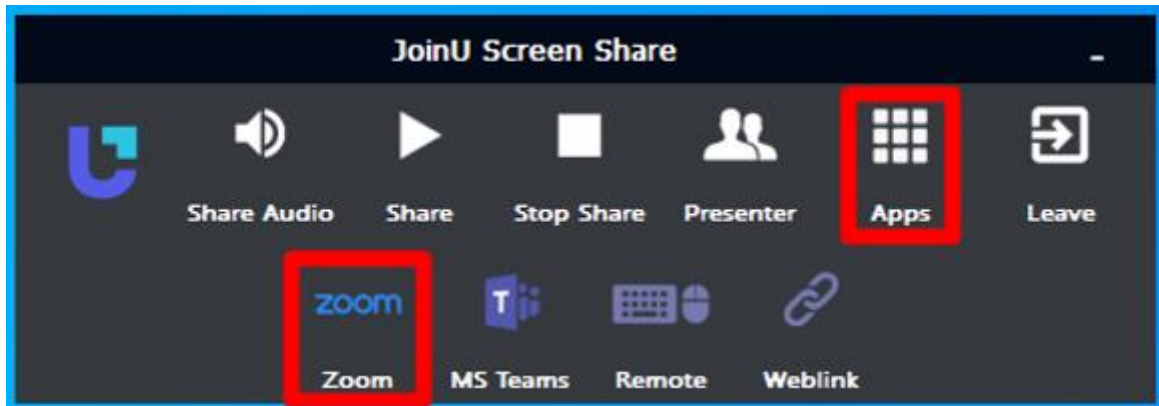 JoinU Screen Share
Share Audio Share Stop Share Presenter Apps Leave
zoom T
Zoom MS Teams Remote Weblink